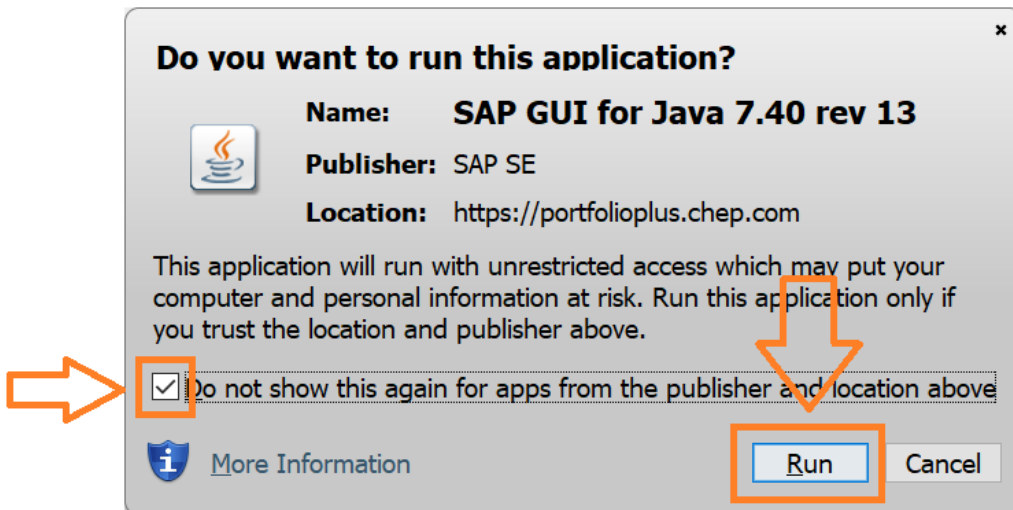 Do you want to run this application?
Name: SAP GUI for Java 7.40 rev 13
Publisher: SAP SE
Location: https://portfolioplus.chep.com
This application will run with unrestricted access which may put your
computer and personal information at risk. Run this application only if
you trust the location and publisher above.
Do not show this again for apps from the publisher and location above
More Information
Run Cancel